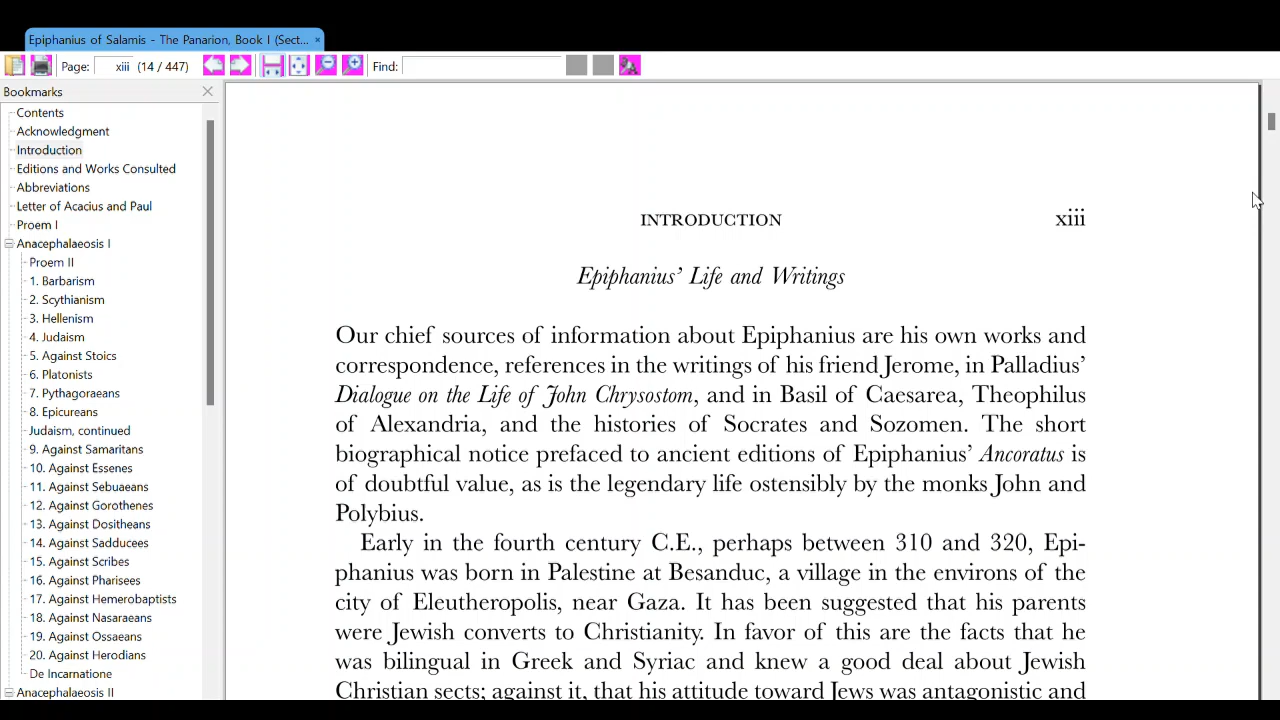 Epiphanius of Salamis - The Panarion, Book I (Sect... ×
Page: xiii (14 / 447) Find:
Bookmarks
Contents
Acknowledgment
Introduction
Editions and Works Consulted
Abbreviations
Letter of Acacius and Paul
Proem I
Anacephalaeosis I
Proem II
1. Barbarism
2. Scythianism
3. Hellenism
4. Judaism
5. Against Stoics
6. Platonists
7. Pythagoraeans
8. Epicureans
Judaism, continued
9. Against Samaritans
10. Against Essenes
11. Against Sebuaeans
12. Against Gorothenes
13. Against Dositheans
14. Against Sadducees
15. Against Scribes
16. Against Pharisees
17. Against Hemerobaptists
18. Against Nasaraeans
19. Against Ossaeans
20. Against Herodians
De Incarnatione
Anacephalaeosis II
INTRODUCTION xiii
Epiphanius’ Life and Writings
Our chief sources of information about Epiphanius are his own works and
correspondence, references in the writings of his friend Jerome, in Palladius’
Dialogue on the Life of John Chrysostom, and in Basil of Caesarea, Theophilus
of Alexandria, and the histories of Socrates and Sozomen. The short
biographical notice prefaced to ancient editions of Epiphanius’ Ancoratus is
of doubtful value, as is the legendary life ostensibly by the monks John and
Polybius.
Early in the fourth century C.E., perhaps between 310 and 320, Epi-
phanius was born in Palestine at Besanduc, a village in the environs of the
city of Eleutheropolis, near Gaza. It has been suggested that his parents
were Jewish converts to Christianity. In favor of this are the facts that he
was bilingual in Greek and Syriac and knew a good deal about Jewish
Christian sects; against it, that his attitude toward Jews was antagonistic and